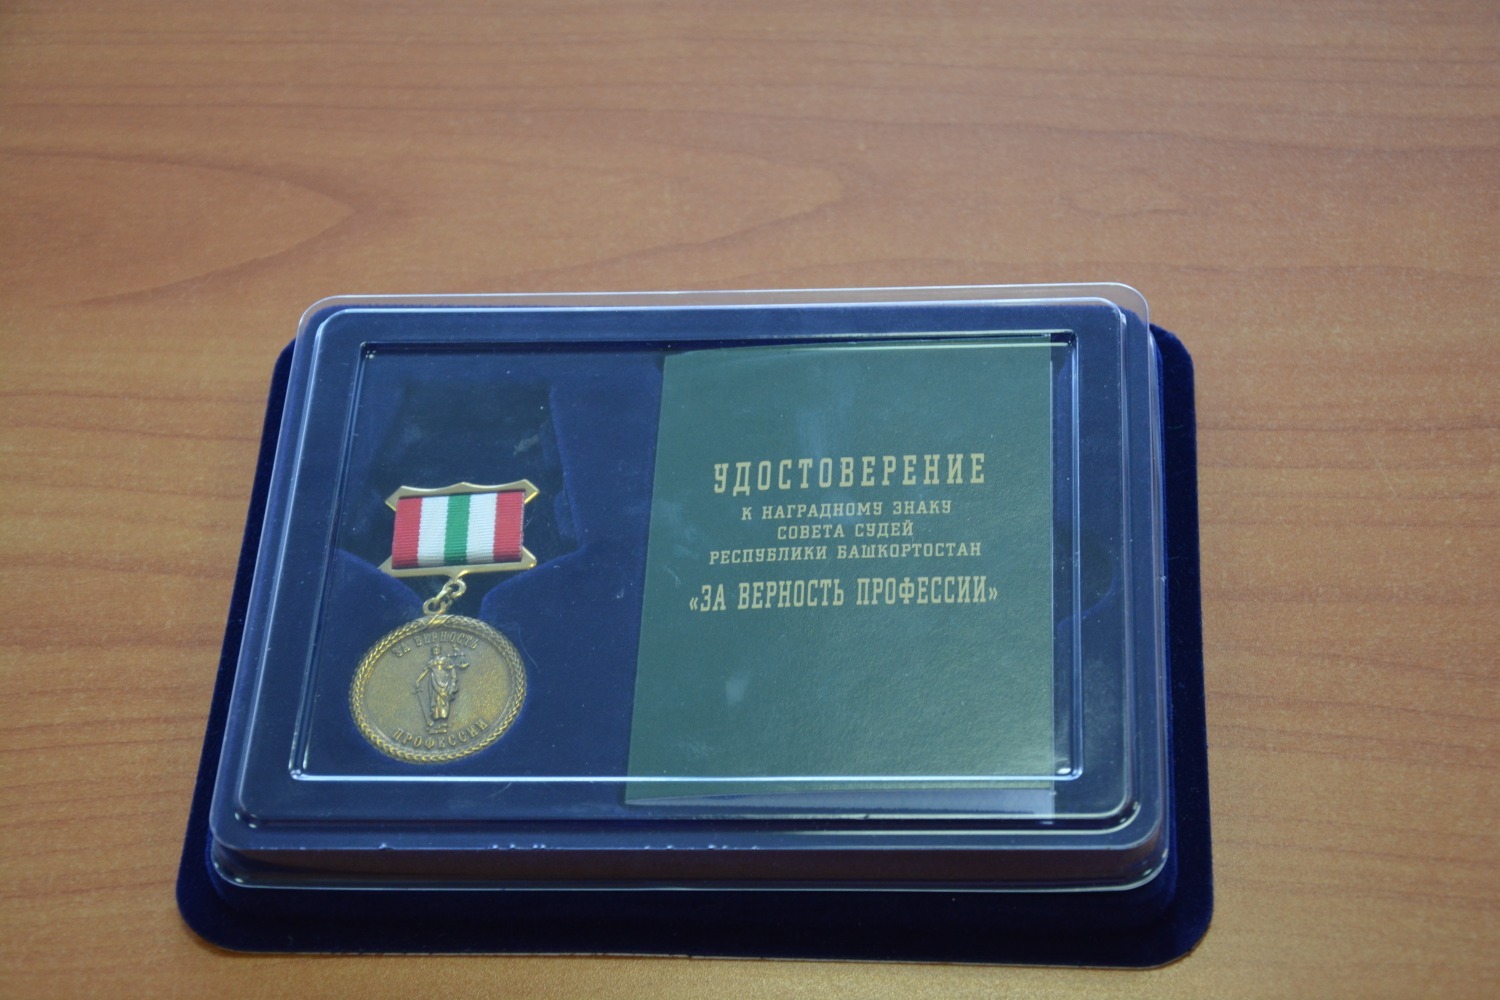 ЗА ВЕРНОСТЬ
ПРОФЕССИИ
УДОСТОВЕРЕНИЕ
К НАГРАДНОМУ ЗНАКУ
СОВЕТА СУДЕЙ
РЕСПУБЛИКИ БАШКОРТОСТАН
«ЗА ВЕРНОСТЬ ПРОФЕССИИ»